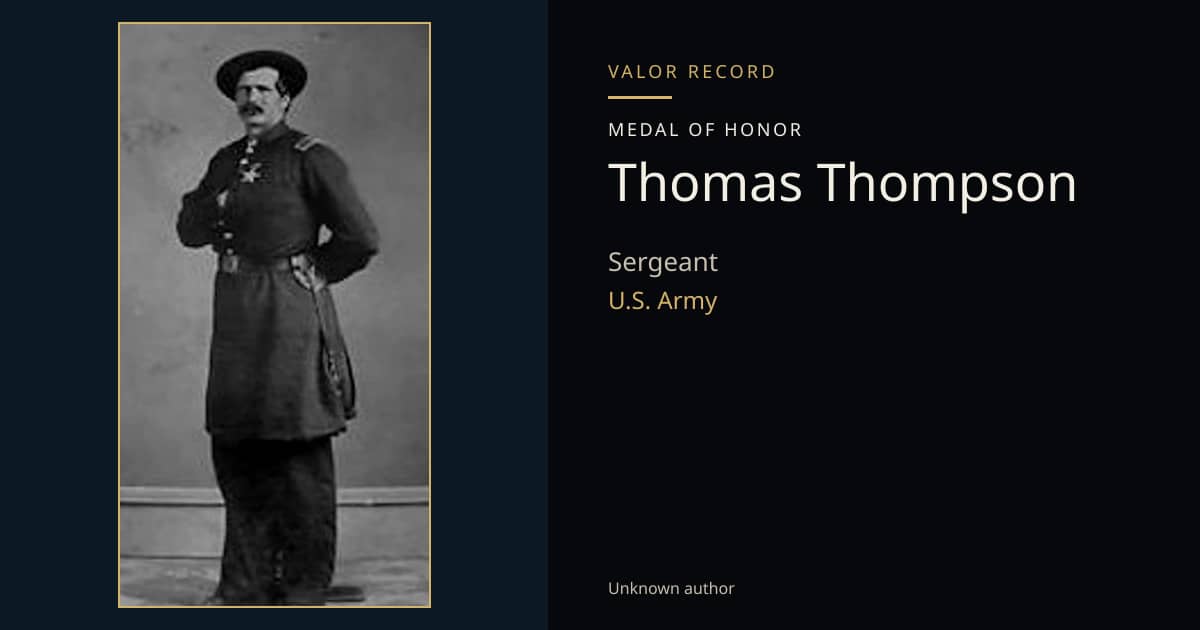 VALOR RECORD
MEDAL OF HONOR
Thomas Thompson
Sergeant
U.S. Army
Unknown author